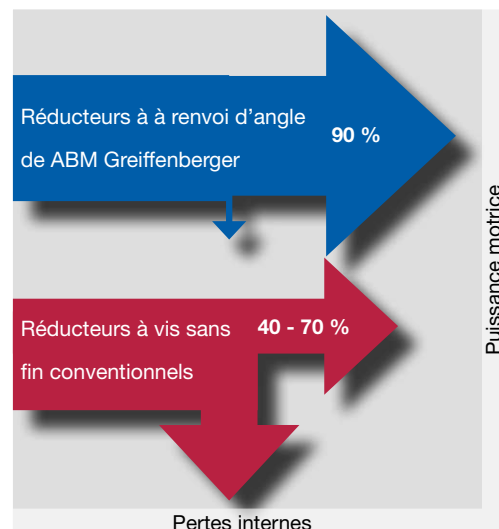 Réducteurs à à renvoi d'angle
de ABM Greiffenberger
90 %
Réducteurs à vis sans
fin conventionnels
40 - 70 %
Puissance motrice
Pertes internes